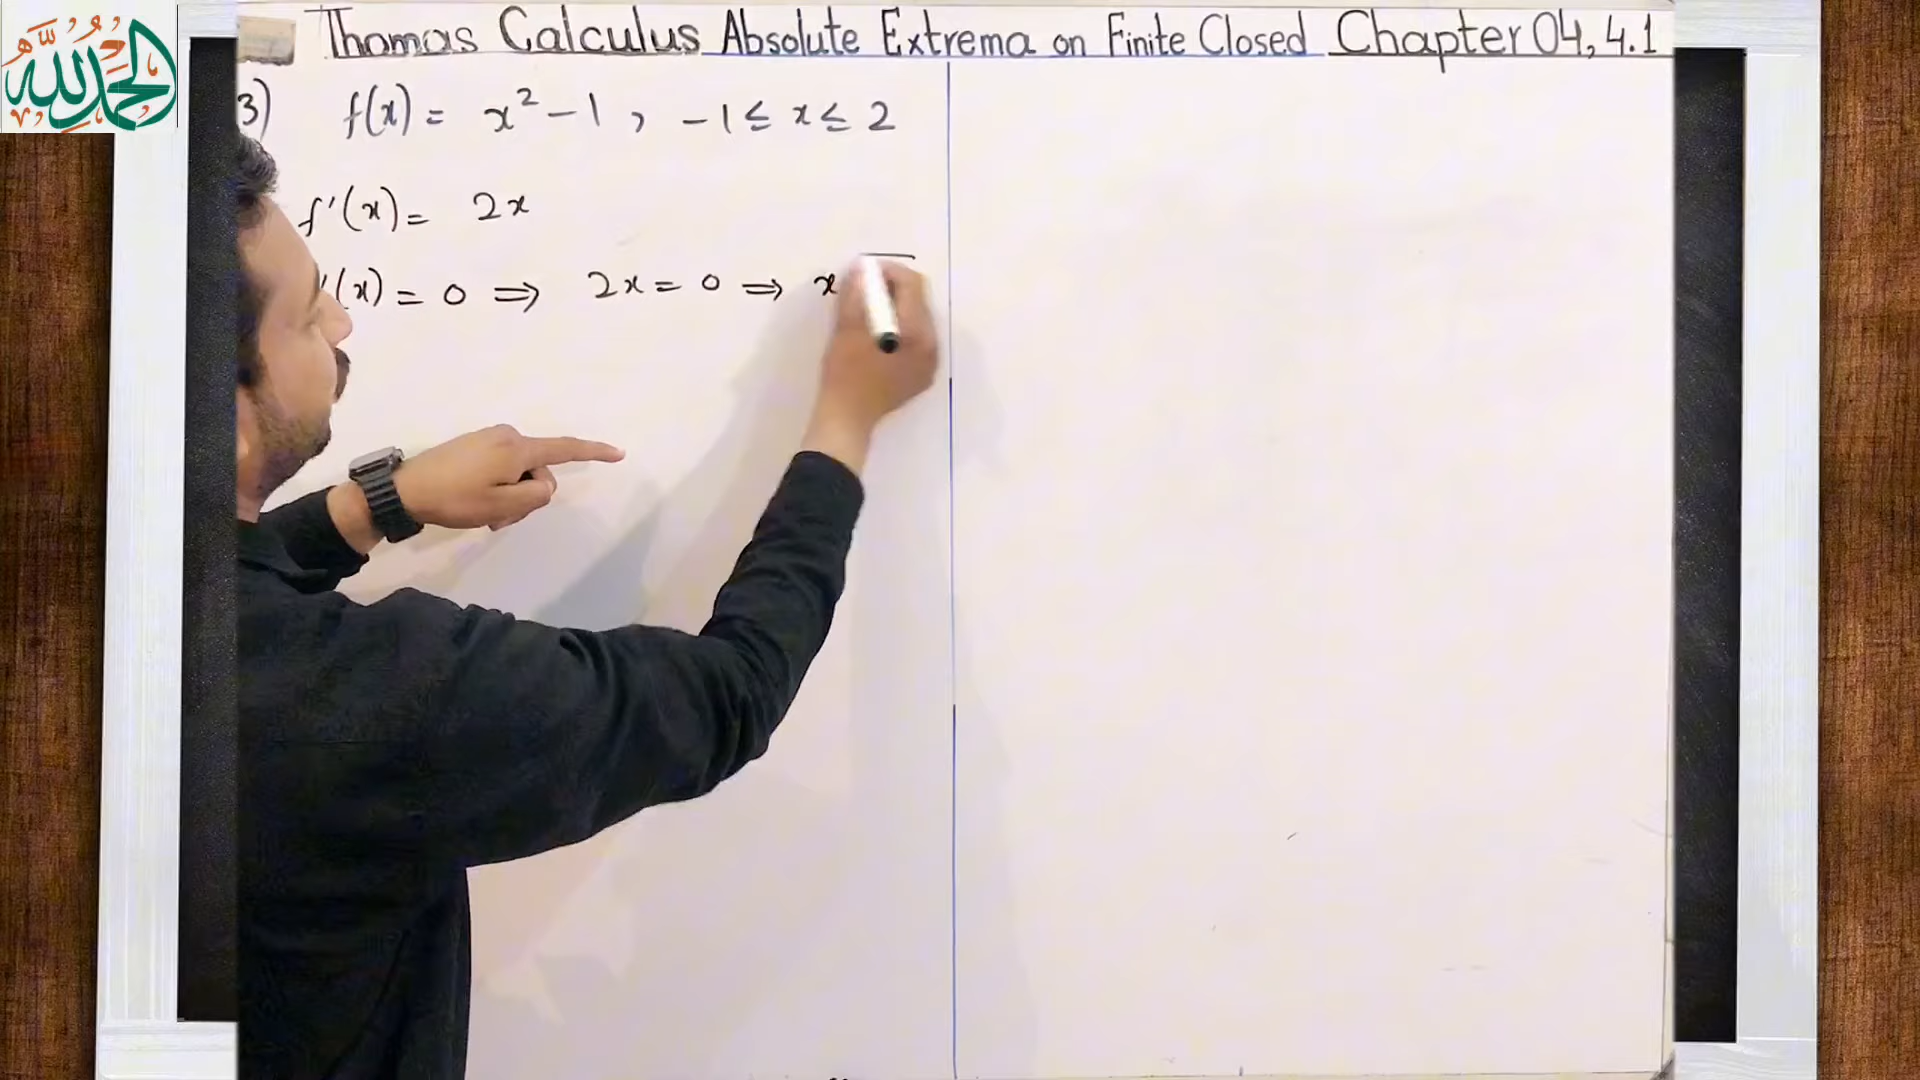 الحمد لله
Thomas Calculus Absolute Extrema on Finite Closed Chapter 04, 4.1
3) f(x) = x² - 1 , -1 ≤ x ≤ 2
f'(x) = 2x
'(x) = 0 ⇒ 2x = 0 ⇒ x